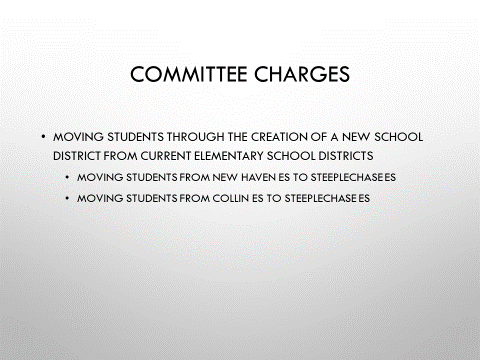 COMMITTEE CHARGES
• MOVING STUDENTS THROUGH THE CREATION OF A NEW SCHOOL
DISTRICT FROM CURRENT ELEMENTARY SCHOOL DISTRICTS
• MOVING STUDENTS FROM NEW HAVEN ES TO STEEPLECHASE ES
• MOVING STUDENTS FROM COLLIN ES TO STEEPLECHASE ES